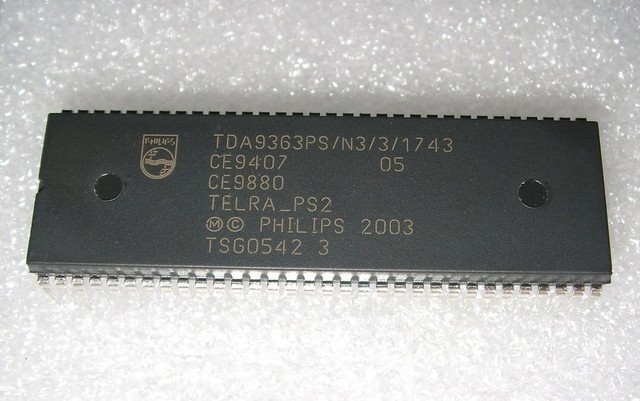 PHILIPS
TDA9363PS/N3/3/1743
CE9407 05
CE9880
TELRA_PS2
Ⓜ© PHILIPS 2003
TSG0542 3